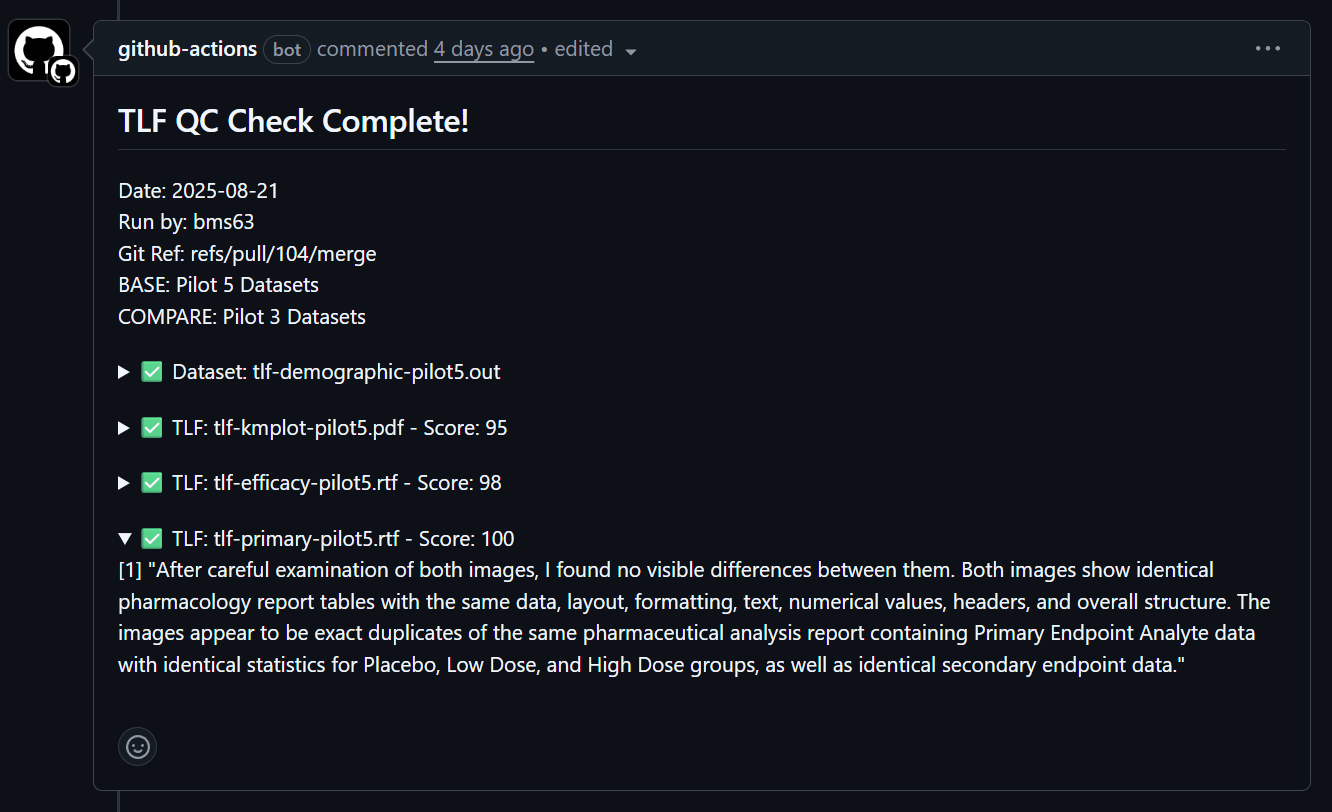 github-actions bot commented 4 days ago • edited
TLF QC Check Complete!
Date: 2025-08-21
Run by: bms63
Git Ref: refs/pull/104/merge
BASE: Pilot 5 Datasets
COMPARE: Pilot 3 Datasets
Dataset: tlf-demographic-pilot5.out
TLF: tlf-kmplot-pilot5.pdf - Score: 95
TLF: tlf-efficacy-pilot5.rtf - Score: 98
TLF: tlf-primary-pilot5.rtf - Score: 100
[1] "After careful examination of both images, I found no visible differences between them. Both images show identical
pharmacology report tables with the same data, layout, formatting, text, numerical values, headers, and overall structure. The
images appear to be exact duplicates of the same pharmaceutical analysis report containing Primary Endpoint Analyte data
with identical statistics for Placebo, Low Dose, and High Dose groups, as well as identical secondary endpoint data."